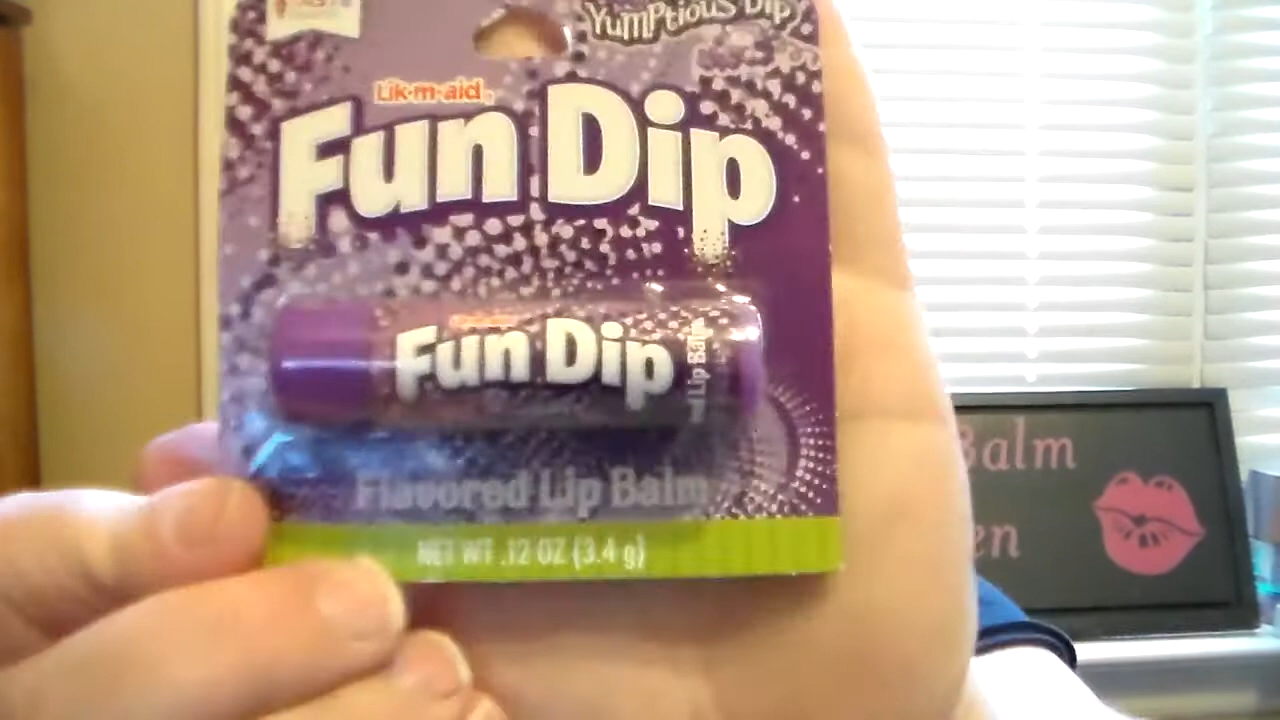 Yumptious Dip
Lik-m-aid
Fun Dip
Fun Dip
Lip Balm
Flavored Lip Balm
NET WT .12 OZ (3.4 g)
Balm
en